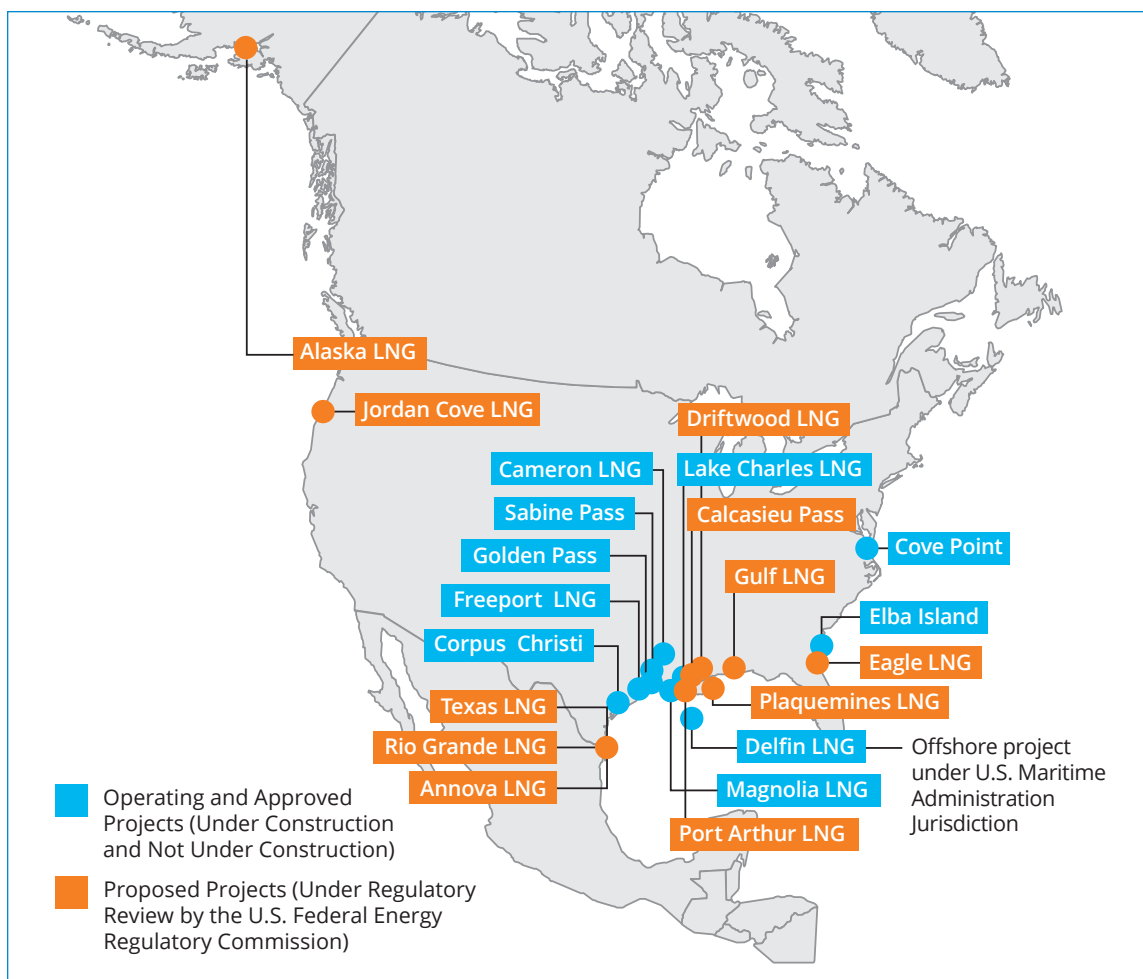 Alaska LNG
Jordan Cove LNG
Driftwood LNG
Cameron LNG
Lake Charles LNG
Sabine Pass
Calcasieu Pass
Golden Pass
Cove Point
Gulf LNG
Freeport LNG
Elba Island
Corpus Christi
Eagle LNG
Texas LNG
Plaquemines LNG
Rio Grande LNG
Delfin LNG
Offshore project
under U.S. Maritime
Administration
Jurisdiction
Annova LNG
Magnolia LNG
Port Arthur LNG
Operating and Approved
Projects (Under Construction
and Not Under Construction)
Proposed Projects (Under Regulatory
Review by the U.S. Federal Energy
Regulatory Commission)